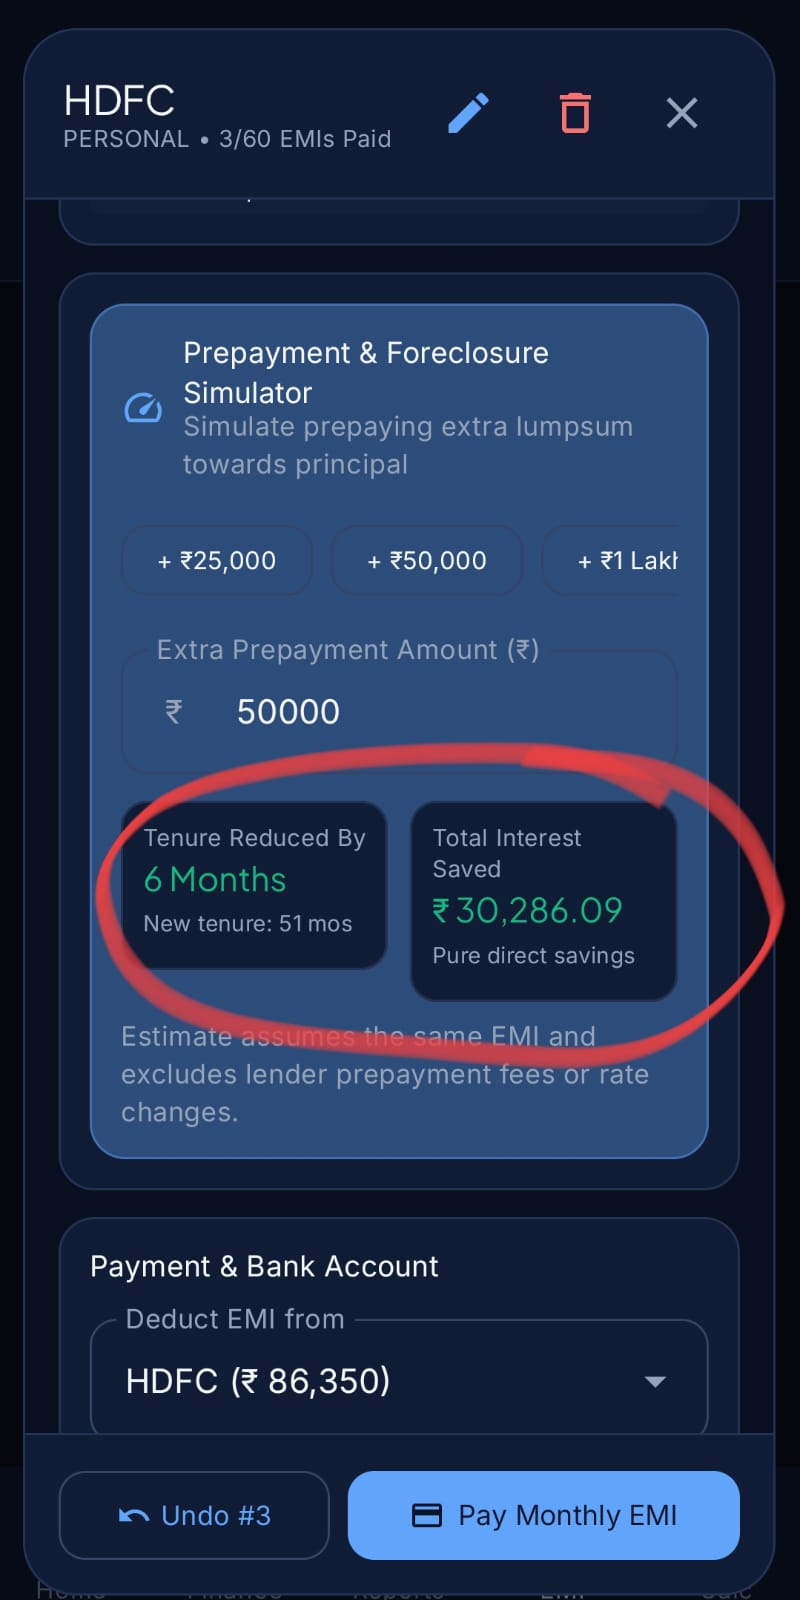 HDFC
PERSONAL • 3/60 EMIs Paid
Prepayment & Foreclosure
Simulator
Simulate prepaying extra lumpsum
towards principal
+ ₹25,000
+ ₹50,000
+ ₹1 Lakh
Extra Prepayment Amount (₹)
₹ 50000
Tenure Reduced By
6 Months
New tenure: 51 mos
Total Interest
Saved
₹ 30,286.09
Pure direct savings
Estimate assumes the same EMI and
excludes lender prepayment fees or rate
changes.
Payment & Bank Account
Deduct EMI from
HDFC (₹ 86,350)
Undo #3
Pay Monthly EMI